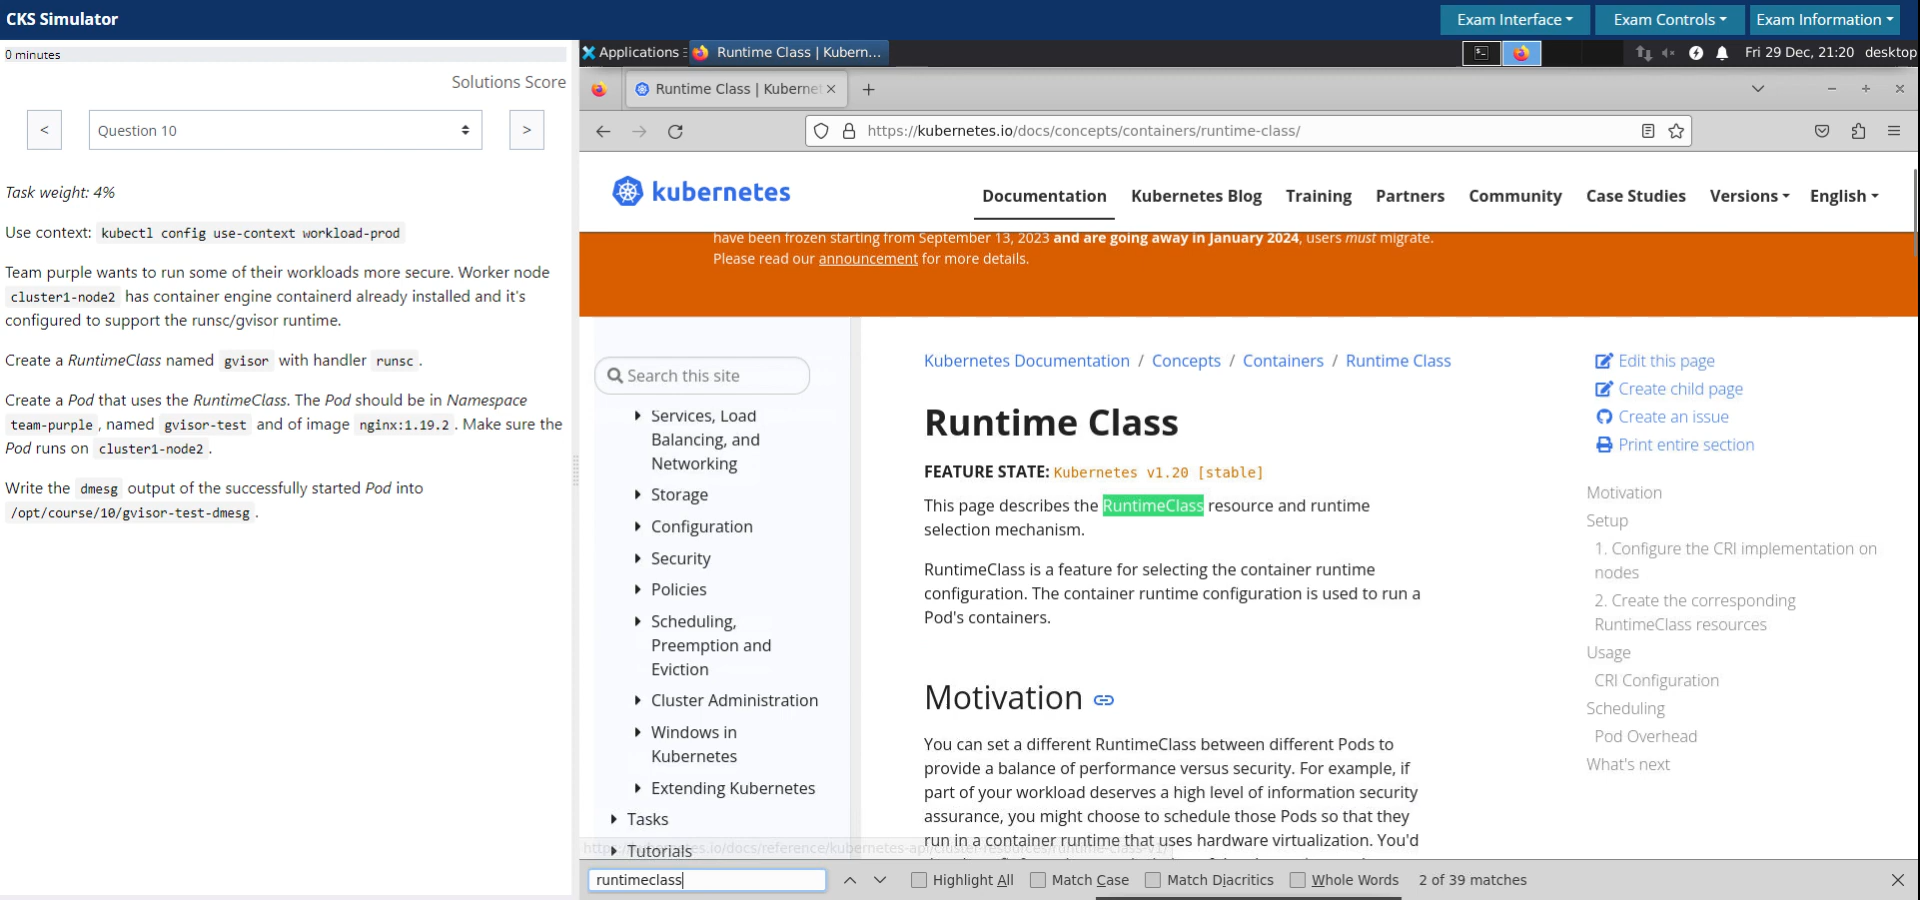 CKS Simulator
Exam Interface
Exam Controls
Exam Information
0 minutes
Solutions Score
<
Question 10
>
Task weight: 4%
Use context: kubectl config use-context workload-prod
Team purple wants to run some of their workloads more secure. Worker node
cluster1-node2 has container engine containerd already installed and it's
configured to support the runsc/gvisor runtime.
Create a RuntimeClass named gvisor with handler runsc .
Create a Pod that uses the RuntimeClass. The Pod should be in Namespace
team-purple , named gvisor-test and of image nginx:1.19.2 . Make sure the
Pod runs on cluster1-node2 .
Write the dmesg output of the successfully started Pod into
/opt/course/10/gvisor-test-dmesg .
Applications
Runtime Class | Kubern...
Fri 29 Dec, 21:20 desktop
Runtime Class | Kubernet
https://kubernetes.io/docs/concepts/containers/runtime-class/
kubernetes
Documentation
Kubernetes Blog
Training
Partners
Community
Case Studies
Versions
English
have been frozen starting from September 13, 2023 and are going away in January 2024, users must migrate.
Please read our announcement for more details.
Search this site
Services, Load
Balancing, and
Networking
Storage
Configuration
Security
Policies
Scheduling,
Preemption and
Eviction
Cluster Administration
Windows in
Kubernetes
Extending Kubernetes
Tasks
Tutorials
Kubernetes Documentation / Concepts / Containers / Runtime Class
Runtime Class
FEATURE STATE: Kubernetes v1.20 [stable]
This page describes the RuntimeClass resource and runtime
selection mechanism.
RuntimeClass is a feature for selecting the container runtime
configuration. The container runtime configuration is used to run a
Pod's containers.
Motivation
You can set a different RuntimeClass between different Pods to
provide a balance of performance versus security. For example, if
part of your workload deserves a high level of information security
assurance, you might choose to schedule those Pods so that they
run in a container runtime that uses hardware virtualization. You'd
Edit this page
Create child page
Create an issue
Print entire section
Motivation
Setup
1. Configure the CRI implementation on
nodes
2. Create the corresponding
RuntimeClass resources
Usage
CRI Configuration
Scheduling
Pod Overhead
What's next
https://kubernetes.io/docs/reference/kubernetes-api/cluster-resources/runtime-class-v1/
runtimeclass
Highlight All
Match Case
Match Diacritics
Whole Words
2 of 39 matches